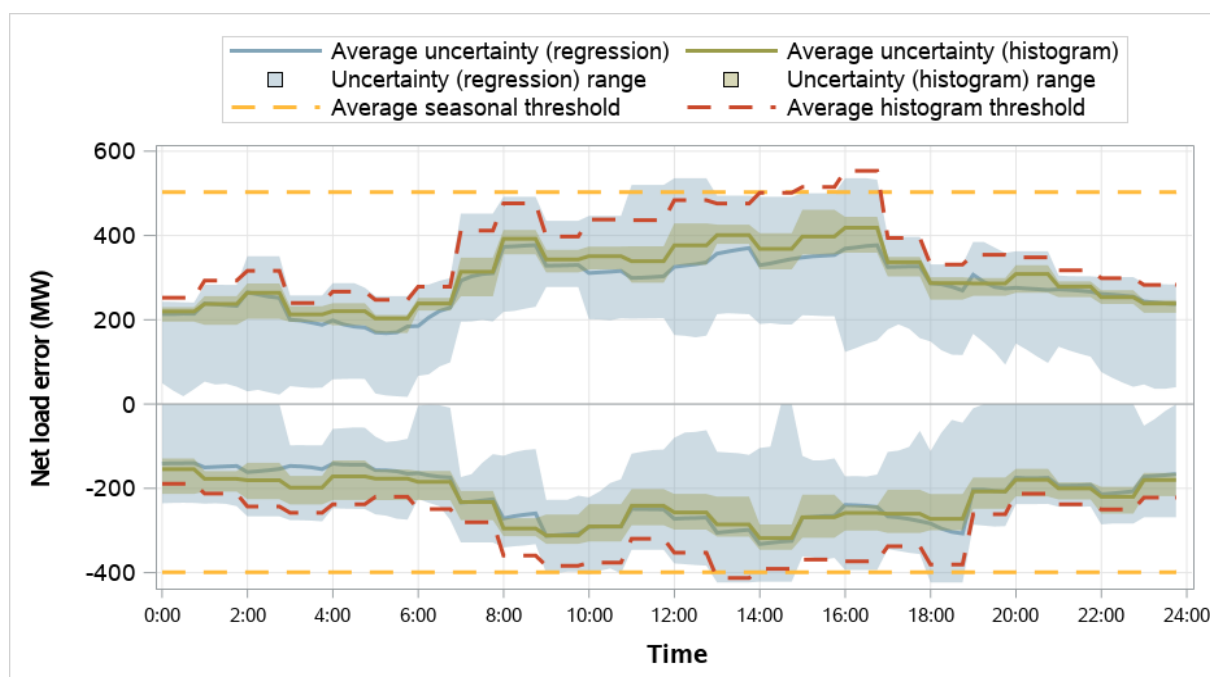 Average uncertainty (regression) Average uncertainty (histogram)
Uncertainty (regression) range Uncertainty (histogram) range
Average seasonal threshold Average histogram threshold
600
400
200
0
-200
-400
Net load error (MW)
0:00 2:00 4:00 6:00 8:00 10:00 12:00 14:00 16:00 18:00 20:00 22:00 24:00
Time